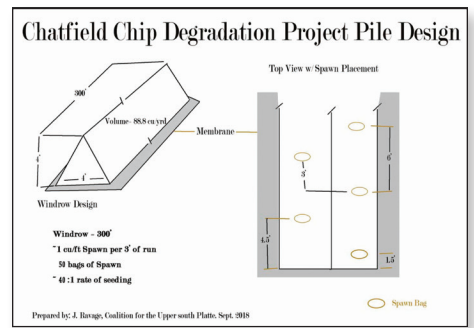 Chatfield Chip Degradation Project Pile Design
Top View w/ Spawn Placement
300'
Volume- 88.8 cu/yrd
Membrane
4'
4'
6'
3'
4.5'
1.5'
Windrow Design
Windrow - 300'
~1 cu/ft Spawn per 3' of run
50 bags of Spawn
~ 40 :1 rate of seeding
Spawn Bag
Prepared by: J. Ravage, Coalition for the Upper south Platte. Sept. 2018